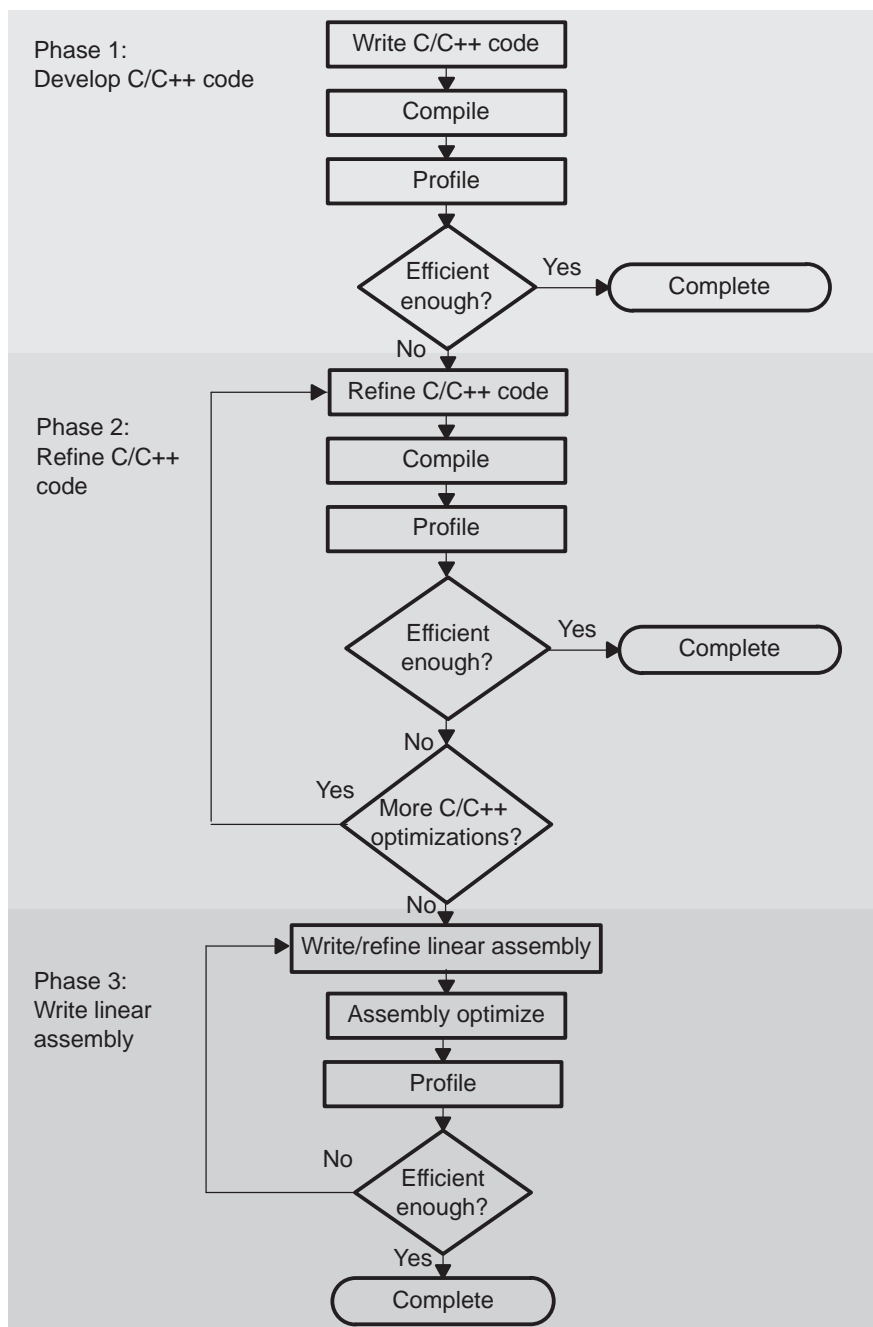 Phase 1:
Develop C/C++ code
Write C/C++ code
Compile
Profile
Efficient
enough?
Yes
Complete
No
Phase 2:
Refine C/C++
code
Refine C/C++ code
Compile
Profile
Efficient
enough?
Yes
Complete
No
Yes
More C/C++
optimizations?
No
Phase 3:
Write linear
assembly
Write/refine linear assembly
Assembly optimize
Profile
No
Efficient
enough?
Yes
Complete